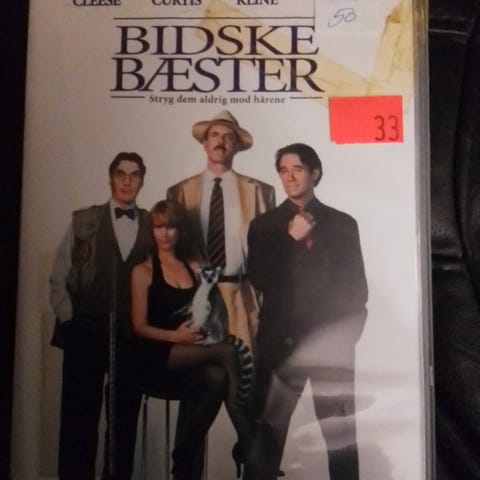 CLEESE CURTIS KLINE
50
BIDSKE
BÆSTER
Stryg dem aldrig mod hårene
33